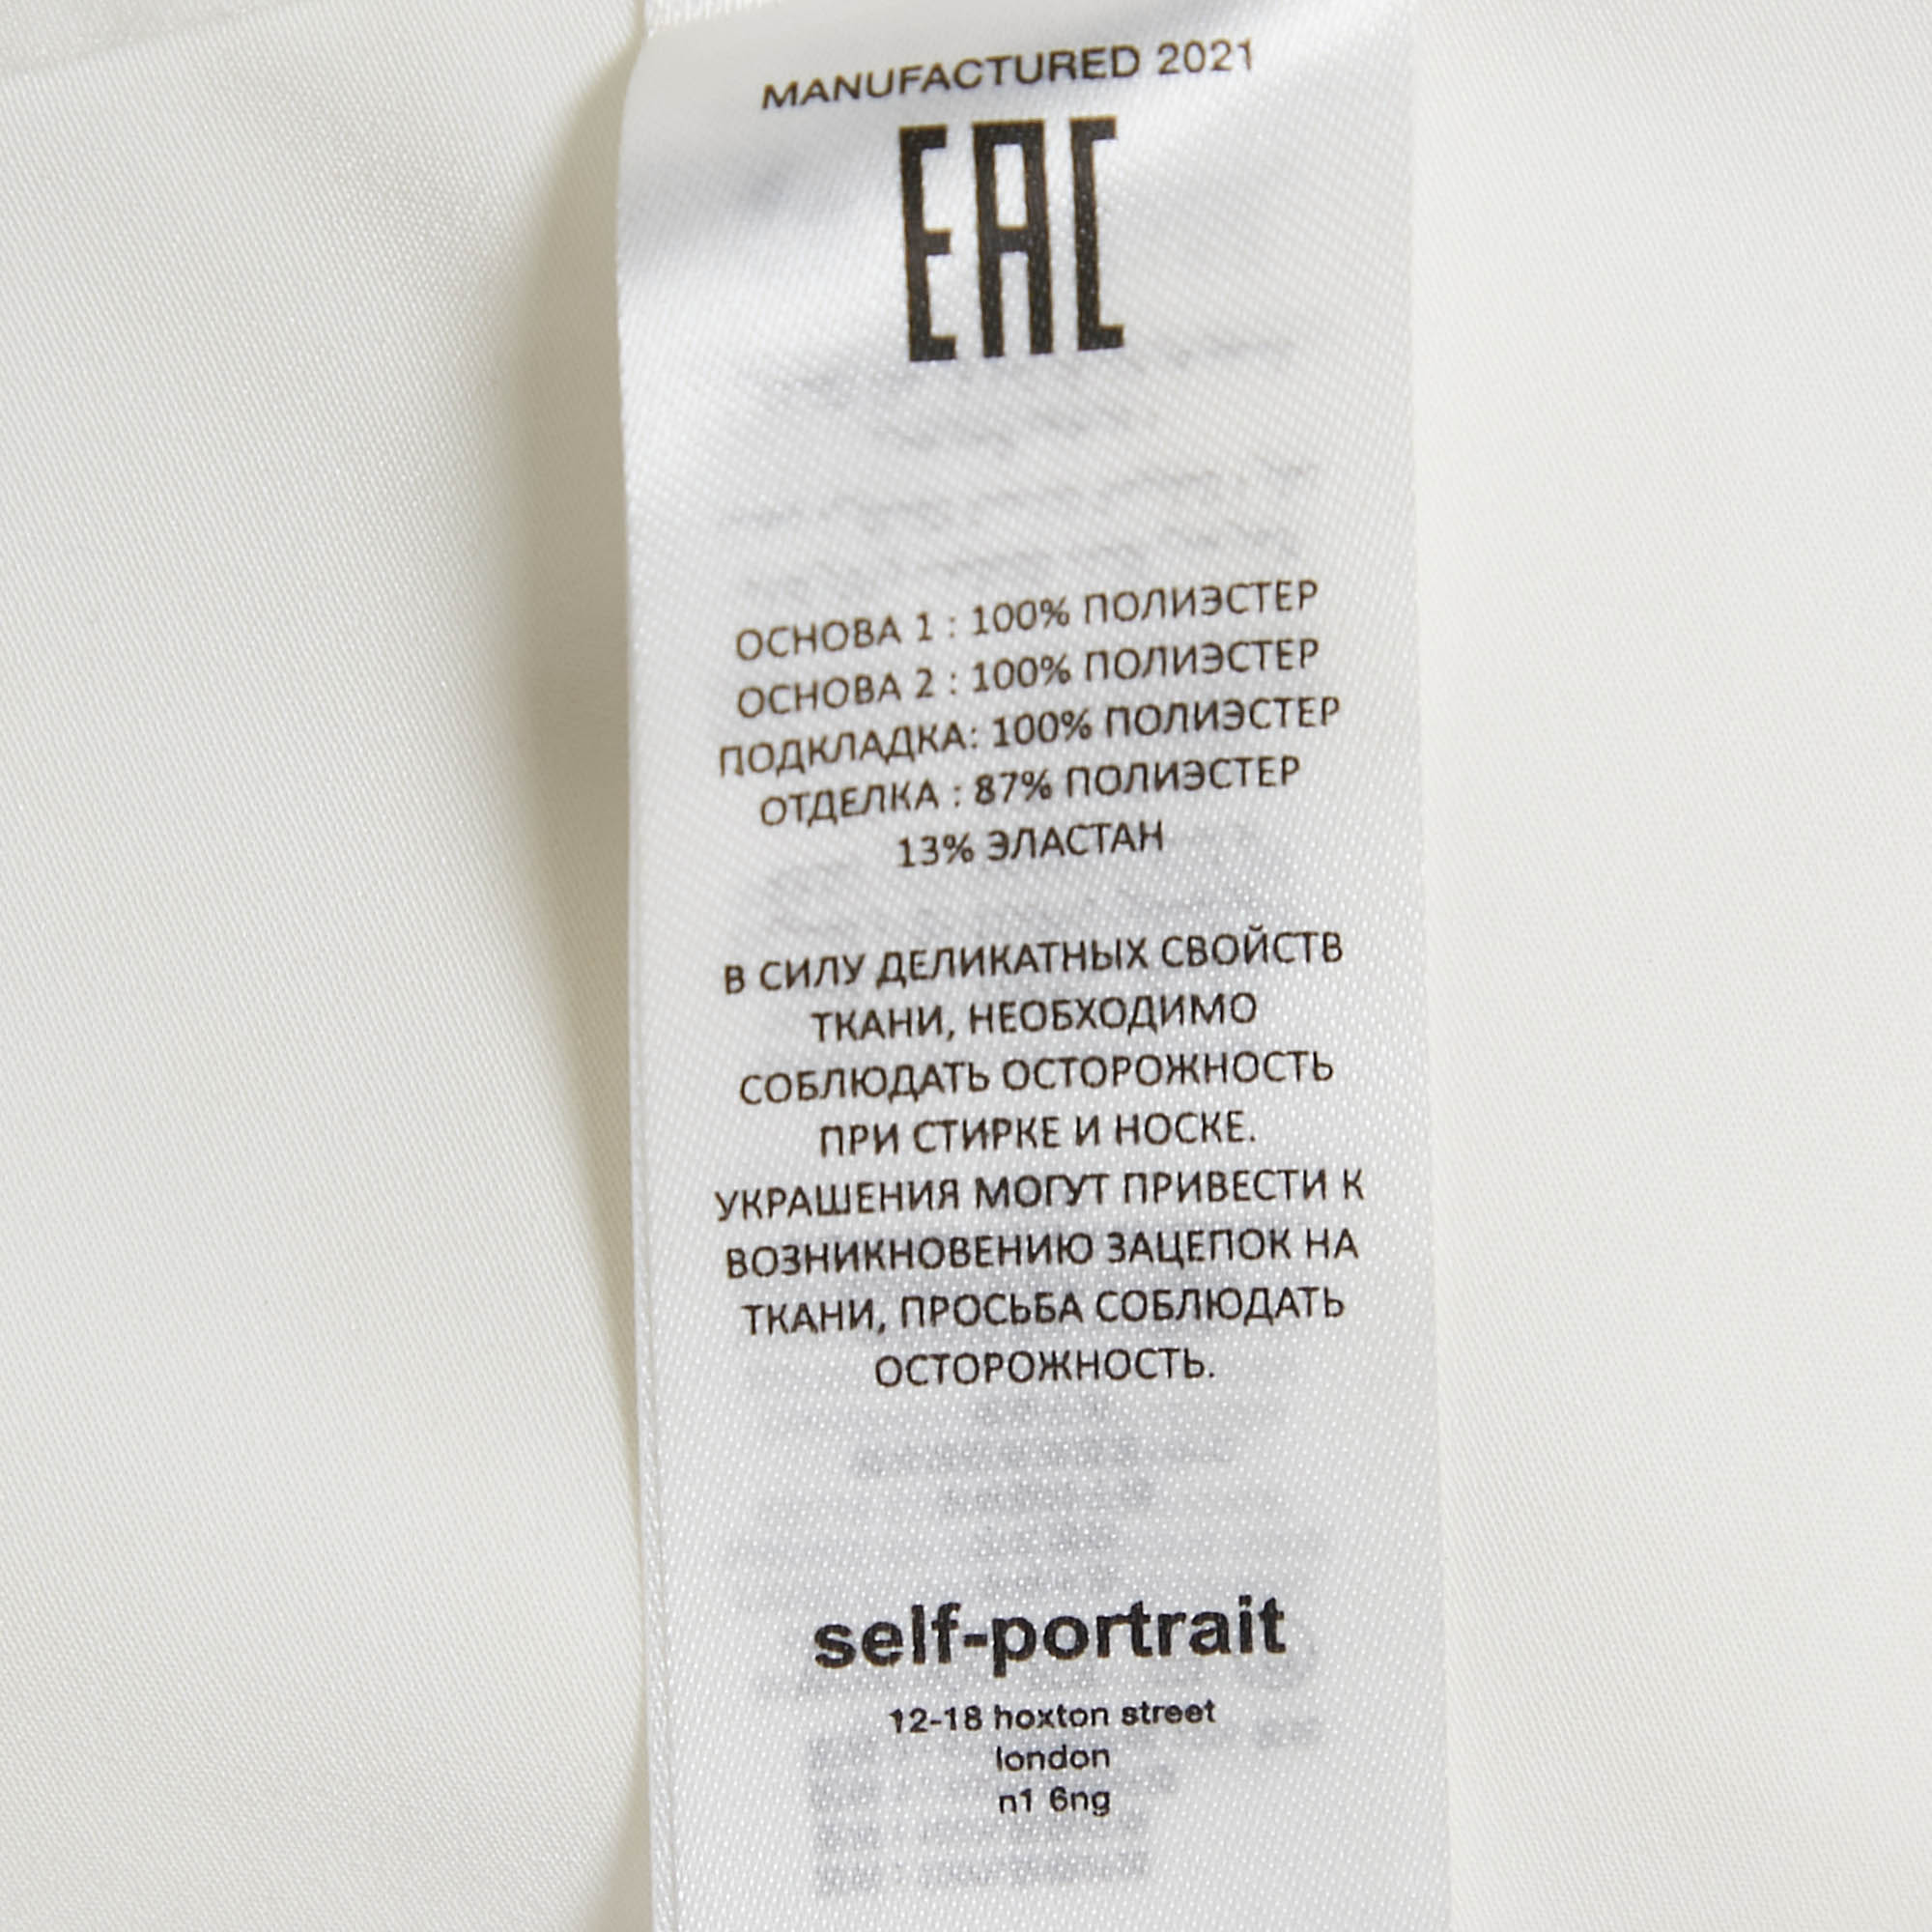 MANUFACTURED 2021
EAC
ОСНОВА 1 : 100% ПОЛИЭСТЕР
ОСНОВА 2 : 100% ПОЛИЭСТЕР
ПОДКЛАДКА: 100% ПОЛИЭСТЕР
ОТДЕЛКА : 87% ПОЛИЭСТЕР
13% ЭЛАСТАН
В СИЛУ ДЕЛИКАТНЫХ СВОЙСТВ
ТКАНИ, НЕОБХОДИМО
СОБЛЮДАТЬ ОСТОРОЖНОСТЬ
ПРИ СТИРКЕ И НОСКЕ.
УКРАШЕНИЯ МОГУТ ПРИВЕСТИ К
ВОЗНИКНОВЕНИЮ ЗАЦЕПОК НА
ТКАНИ, ПРОСЬБА СОБЛЮДАТЬ
ОСТОРОЖНОСТЬ.
self-portrait
12-18 hoxton street
london
n1 6ng